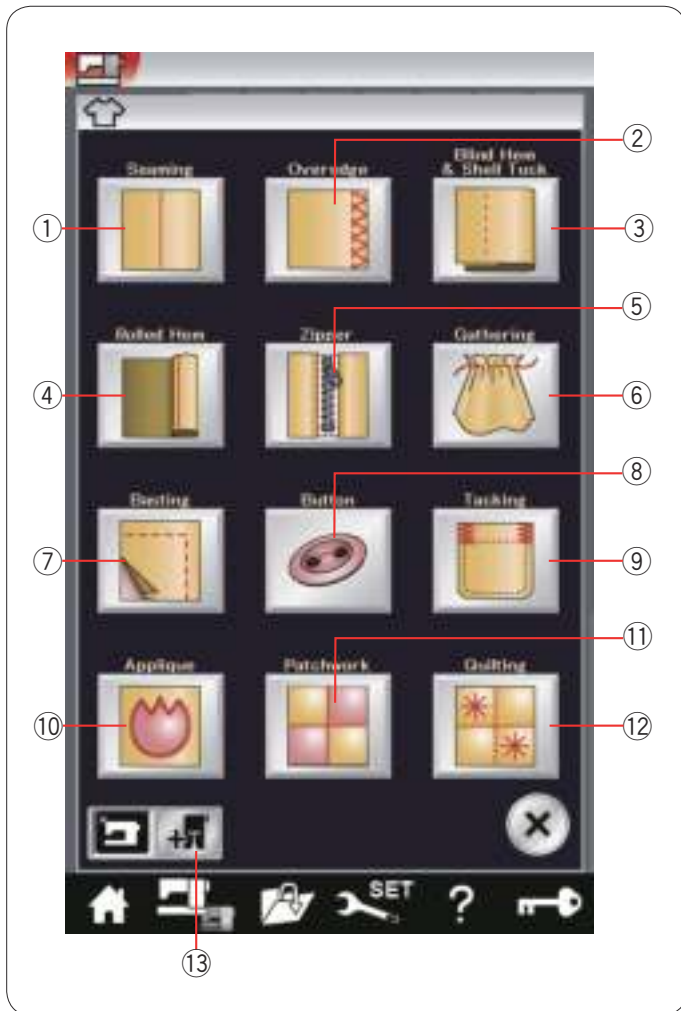 Blind Hem
Seaming Overedge & Shell Tuck
② 
① ③
⑤
Rolled Hem Zipper Gathering
④ ⑥
⑧
Basting Button Tacking
⑦ ⑨
⑪
Applique Patchwork Quilting
⑩ ⑫
SET
?
⑬